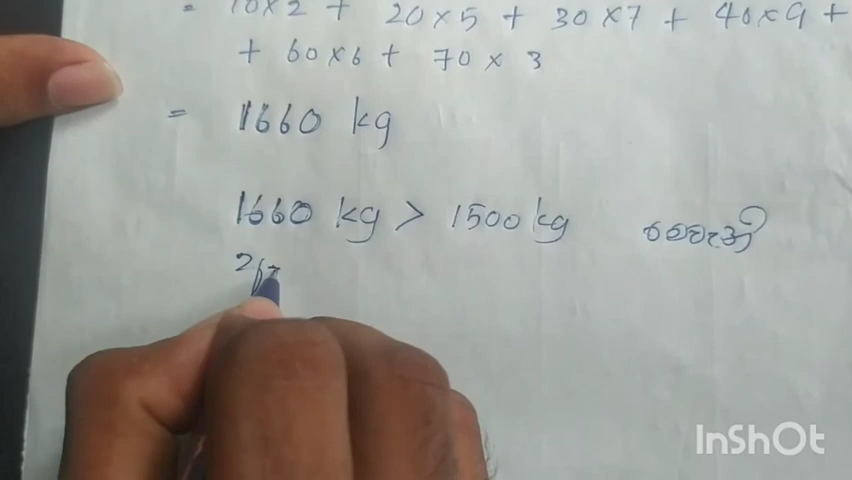 = 10 x 2 + 20 x 5 + 30 x 7 + 40 x 9 +
+ 60 x 6 + 70 x 3
= 1660 kg
1660 kg > 1500 kg
InShOt